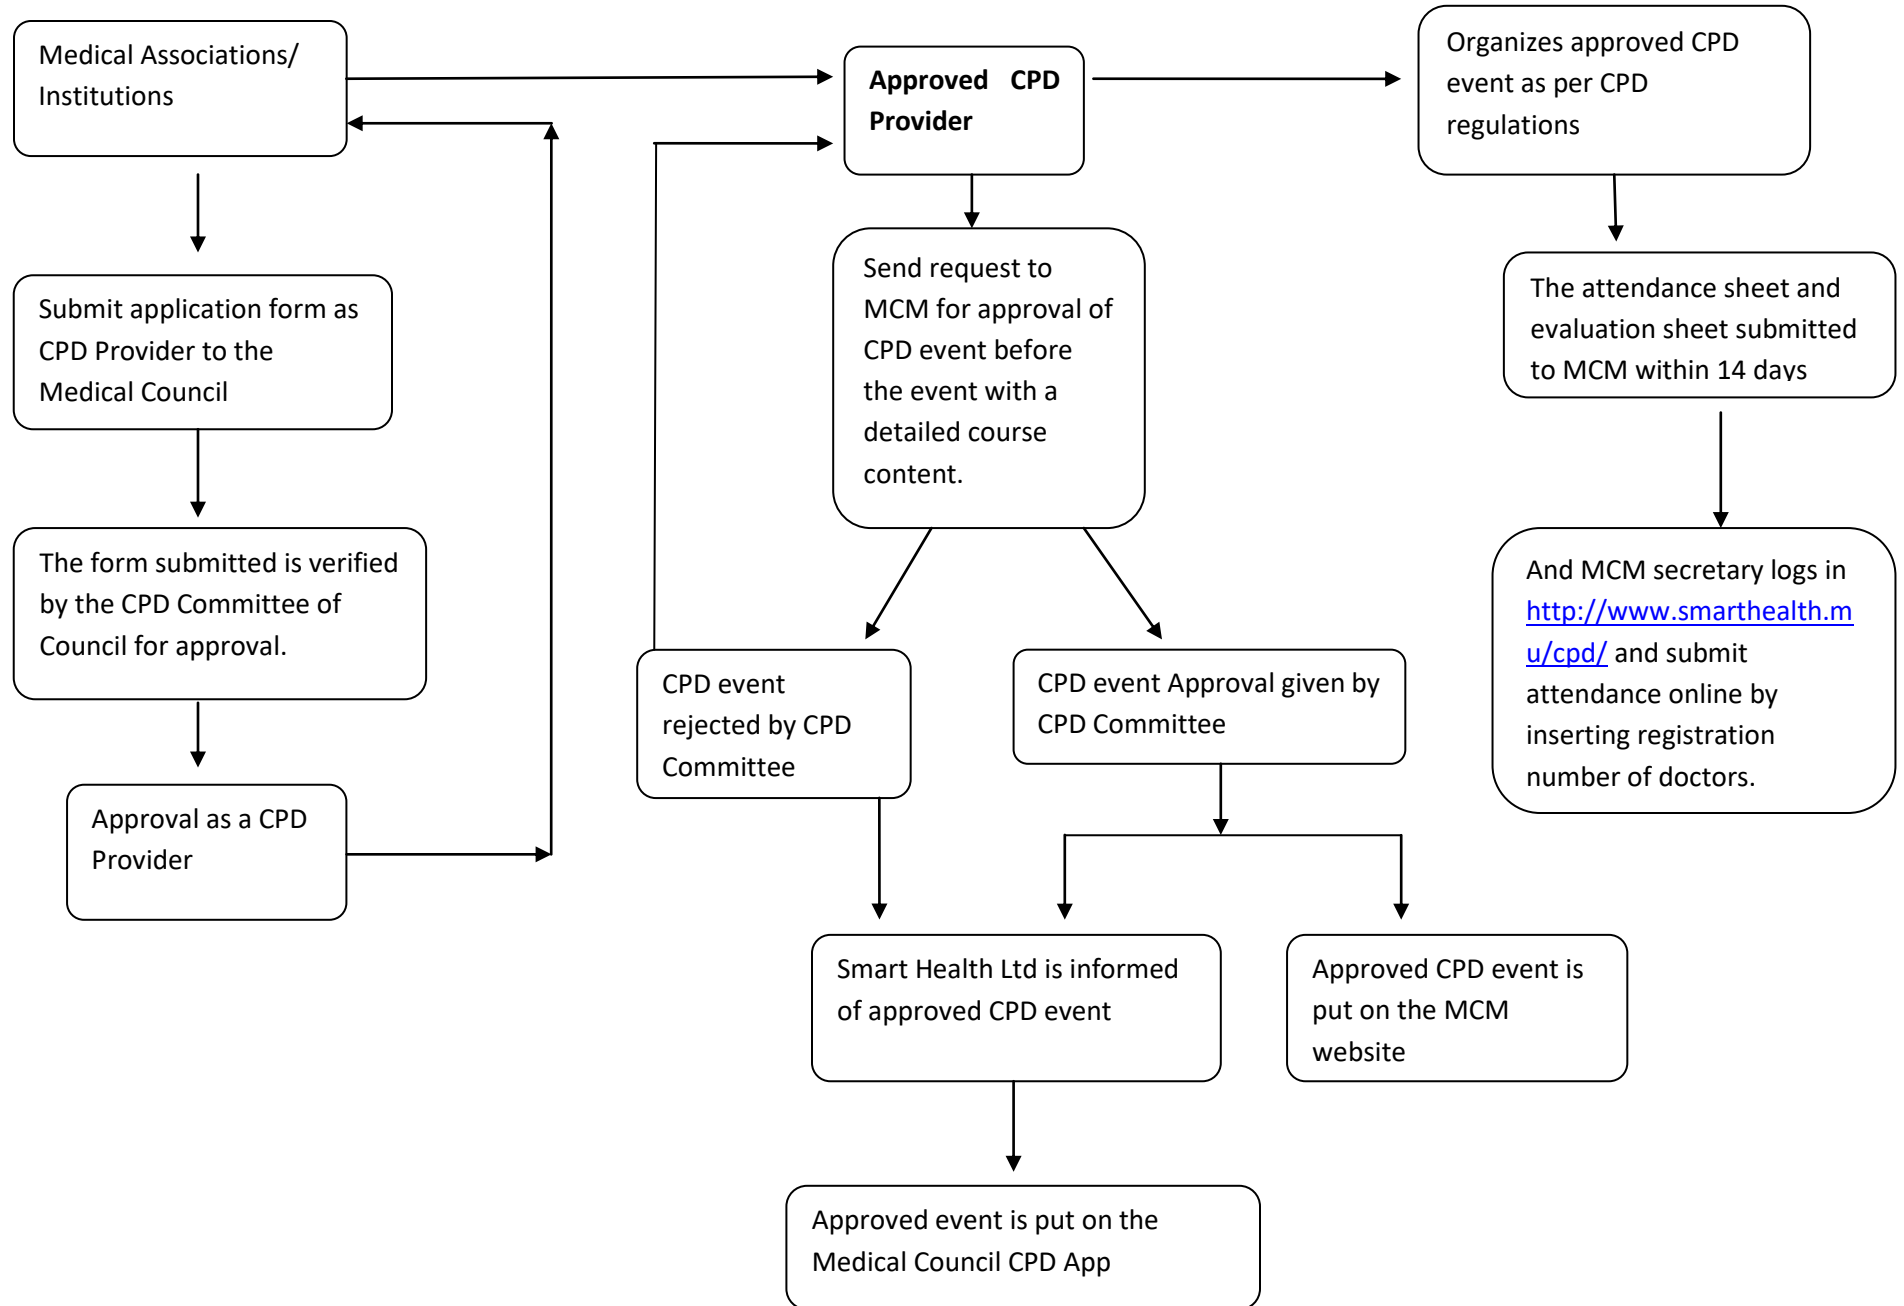 Medical Associations/
Institutions
Submit application form as
CPD Provider to the
Medical Council
The form submitted is verified
by the CPD Committee of
Council for approval.
Approval as a CPD
Provider
Approved CPD
Provider
Send request to
MCM for approval of
CPD event before
the event with a
detailed course
content.
CPD event
rejected by CPD
Committee
CPD event Approval given by
CPD Committee
Smart Health Ltd is informed
of approved CPD event
Approved CPD event is
put on the MCM
website
Approved event is put on the
Medical Council CPD App
Organizes approved CPD
event as per CPD
regulations
The attendance sheet and
evaluation sheet submitted
to MCM within 14 days
And MCM secretary logs in
http://www.smarthealth.m
u/cpd/ and submit
attendance online by
inserting registration
number of doctors.